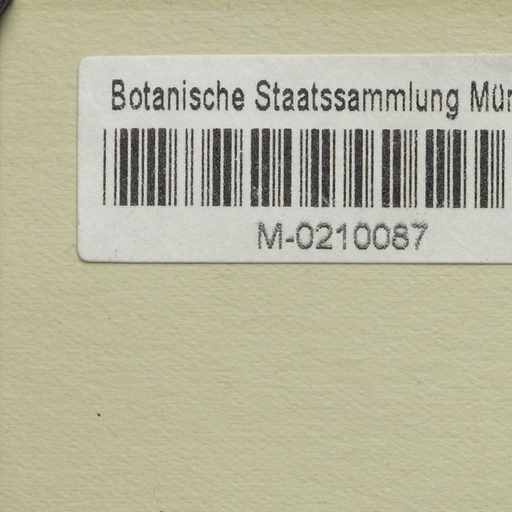 Botanische Staatssammlung Mün
M-0210087